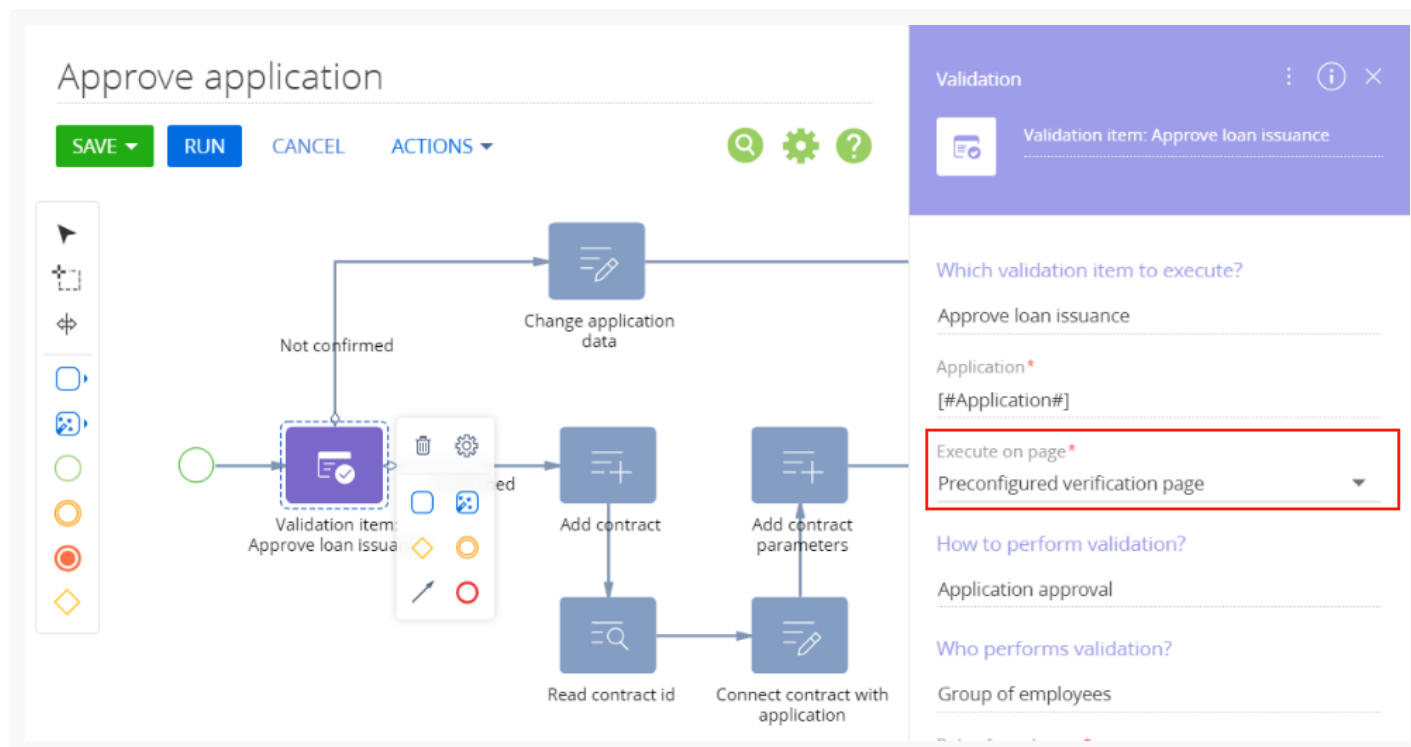 Approve application
SAVE
RUN
CANCEL
ACTIONS
Not confirmed
Change application
data
Validation item:
Approve loan issua
ed
Add contract
Add contract
parameters
Read contract id
Connect contract with
application
Validation
Validation item: Approve loan issuance
Which validation item to execute?
Approve loan issuance
Application*
[#Application#]
Execute on page*
Preconfigured verification page
How to perform validation?
Application approval
Who performs validation?
Group of employees